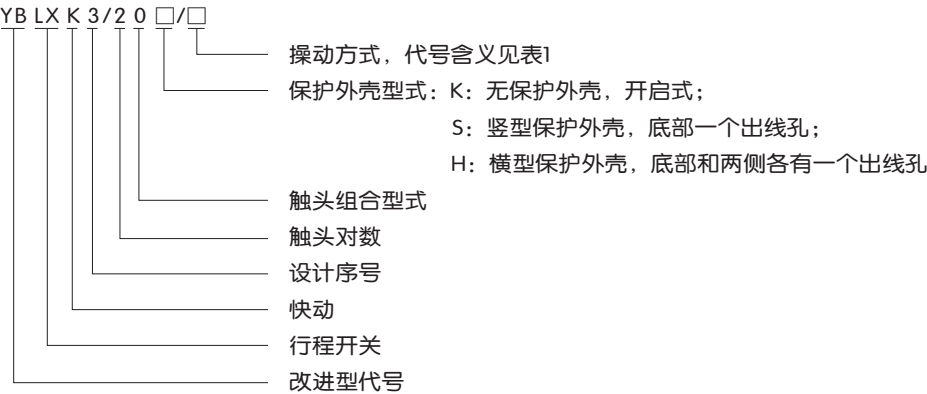 YB LX K 3/2 0 □/□
操动方式，代号含义见表1
保护外壳型式：K：无保护外壳，开启式；
S：竖型保护外壳，底部一个出线孔；
H：横型保护外壳，底部和两侧各有一个出线孔
触头组合型式
触头对数
设计序号
快动
行程开关
改进型代号